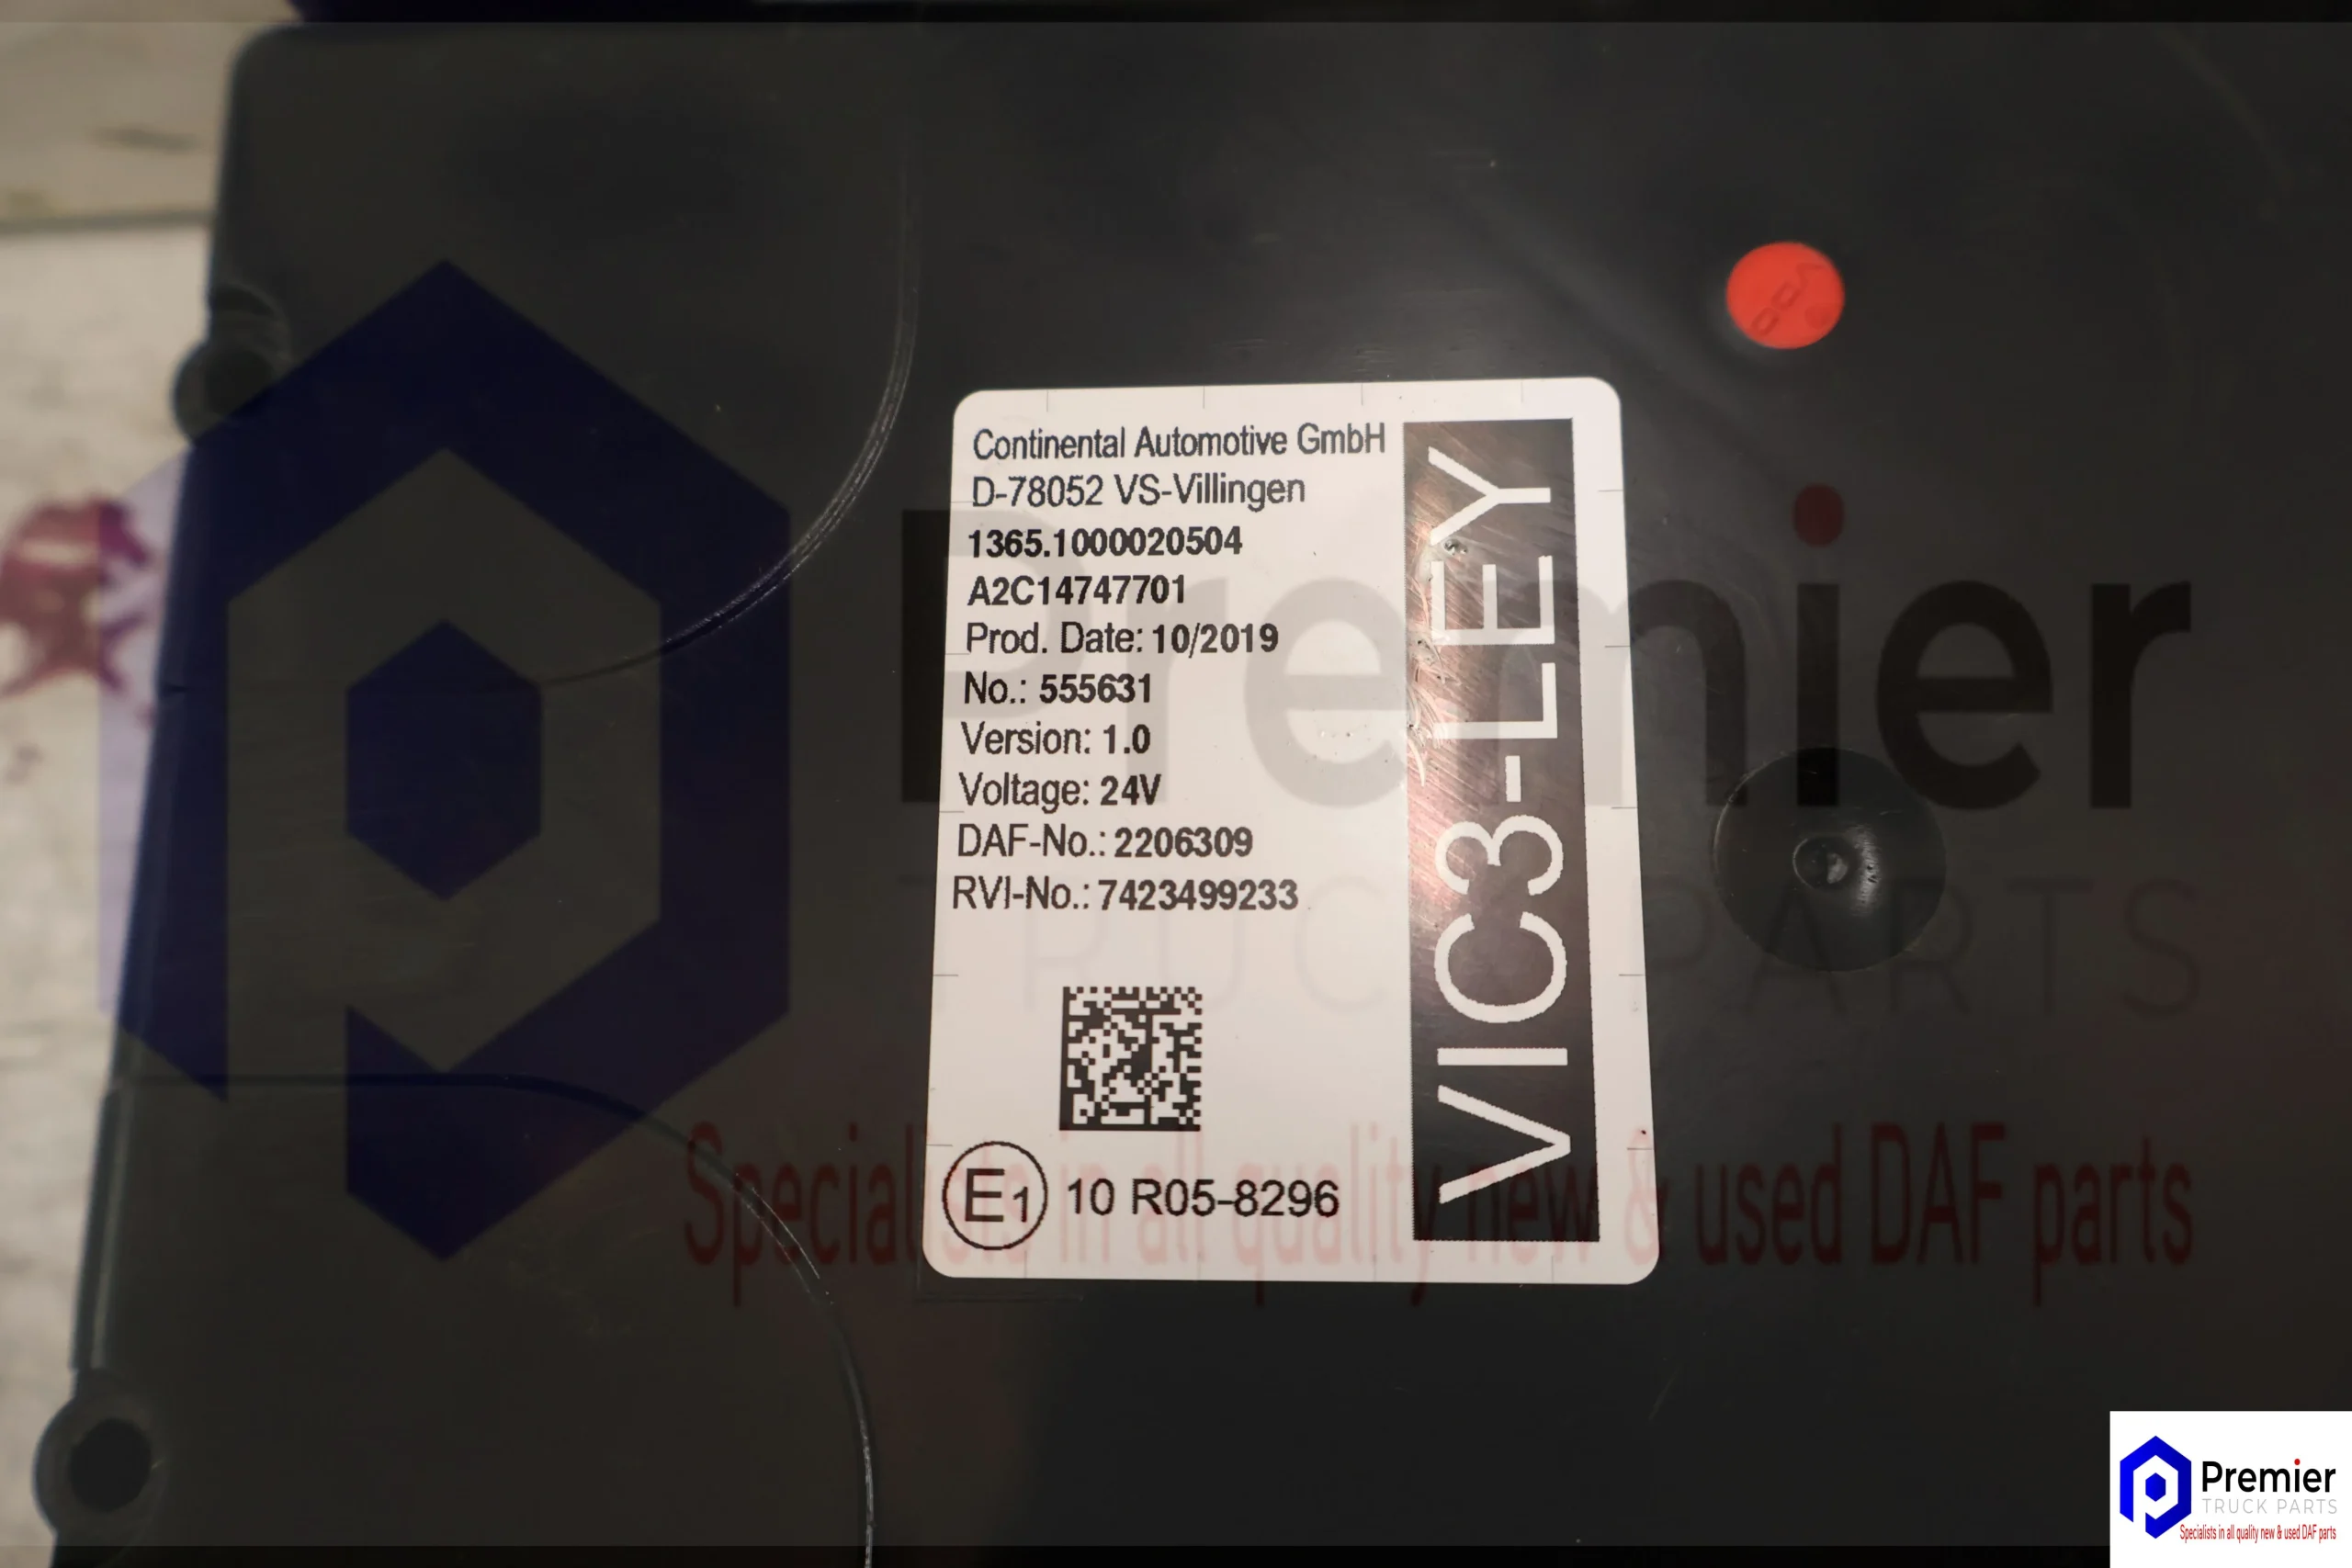 Continental Automotive GmbH
D-78052 VS-Villingen
1365.1000020504
A2C14747701
Prod. Date: 10/2019
No.: 555631
Version: 1.0
Voltage: 24V
DAF-No.: 2206309
RVI-No.: 7423499233
E1 10 R05-8296
VIC3-LEY
Premier
TRUCK PARTS
Specialists in all quality new & used DAF parts
Premier
TRUCK PARTS
Specialists in all quality new & used DAF parts